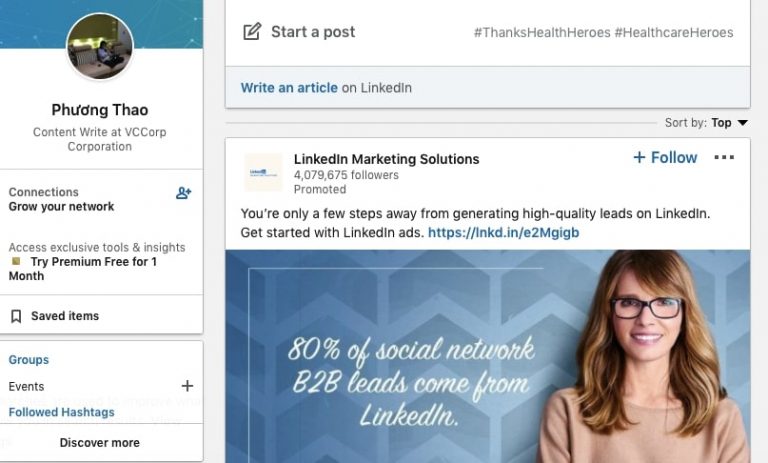 Phương Thao
Content Write at VCCorp
Corporation
Connections
Grow your network
Access exclusive tools & insights
Try Premium Free for 1
Month
Saved items
Groups
Events
Followed Hashtags
Discover more
Start a post
#ThanksHealthHeroes #HealthcareHeroes
Write an article on LinkedIn
Sort by: Top
LinkedIn Marketing Solutions
+ Follow
4,079,675 followers
Promoted
You're only a few steps away from generating high-quality leads on LinkedIn.
Get started with LinkedIn ads. https://lnkd.in/e2Mgigb
80% of social network
B2B leads come from
LinkedIn.